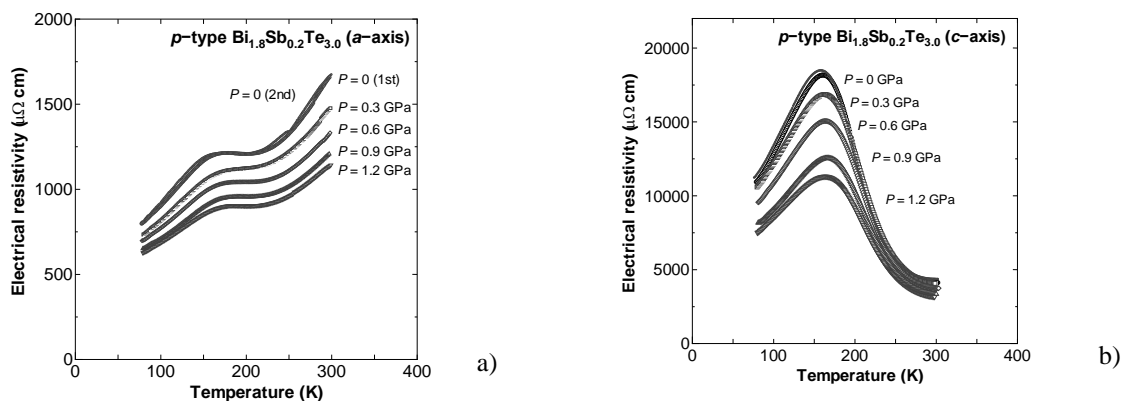 p-type Bi1.8Sb0.2Te3.0 (a-axis)
2000
1500
1000
500
0
Electrical resistivity (μΩ cm)
P = 0 (1st)
P = 0 (2nd)
P = 0.3 GPa
P = 0.6 GPa
P = 0.9 GPa
P = 1.2 GPa
0 100 200 300 400
Temperature (K)
a)
p-type Bi1.8Sb0.2Te3.0 (c-axis)
20000
15000
10000
5000
0
Electrical resistivity (μΩ cm)
P = 0 GPa
P = 0.3 GPa
P = 0.6 GPa
P = 0.9 GPa
P = 1.2 GPa
0 100 200 300 400
Temperature (K)
b)